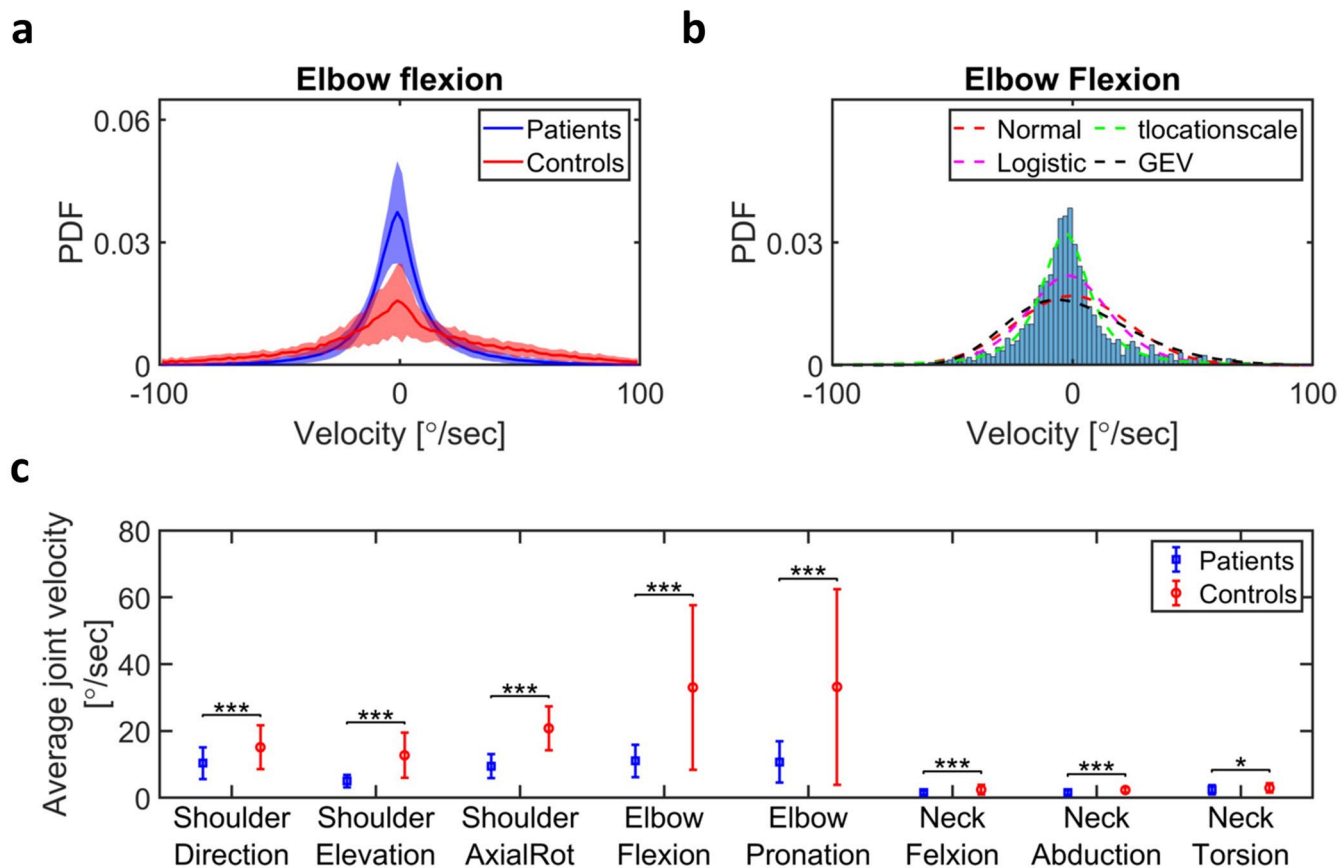 a
Elbow flexion
Patients
Controls
0.06
0.03
0
PDF
-100
0
100
Velocity [°/sec]
b
Elbow Flexion
Normal
tlocationscale
Logistic
GEV
0.03
0
PDF
-100
0
100
Velocity [°/sec]
c
Average joint velocity
[°/sec]
80
60
40
20
0
Patients
Controls
***
***
***
***
***
***
***
*
Shoulder
Direction
Shoulder
Elevation
Shoulder
AxialRot
Elbow
Flexion
Elbow
Pronation
Neck
Felxion
Neck
Abduction
Neck
Torsion